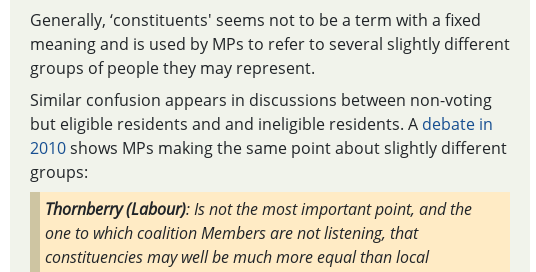 Generally, ‘constituents' seems not to be a term with a fixed
meaning and is used by MPs to refer to several slightly different
groups of people they may represent.
Similar confusion appears in discussions between non-voting
but eligible residents and and ineligible residents. A debate in
2010 shows MPs making the same point about slightly different
groups:
Thornberry (Labour): Is not the most important point, and the
one to which coalition Members are not listening, that
constituencies may well be much more equal than local